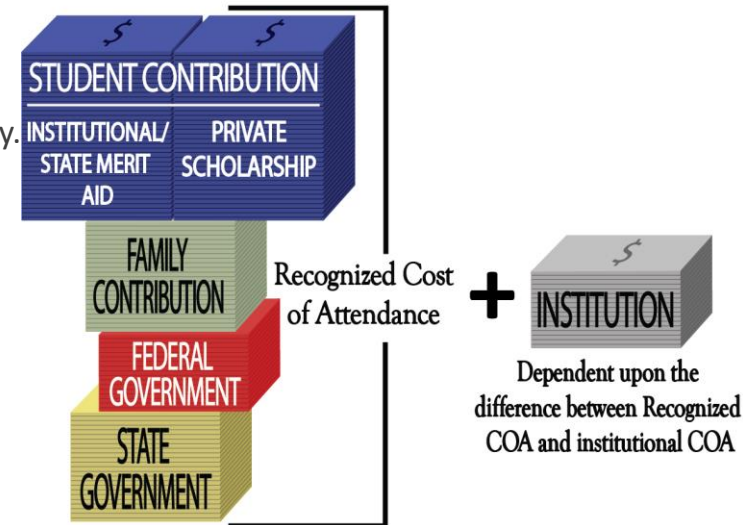 $ $
STUDENT CONTRIBUTION
y.
INSTITUTIONAL/
STATE MERIT
AID
PRIVATE
SCHOLARSHIP
FAMILY
CONTRIBUTION
FEDERAL
GOVERNMENT
STATE
GOVERNMENT
Recognized Cost
of Attendance
+
$
INSTITUTION
Dependent upon the
difference between Recognized
COA and institutional COA